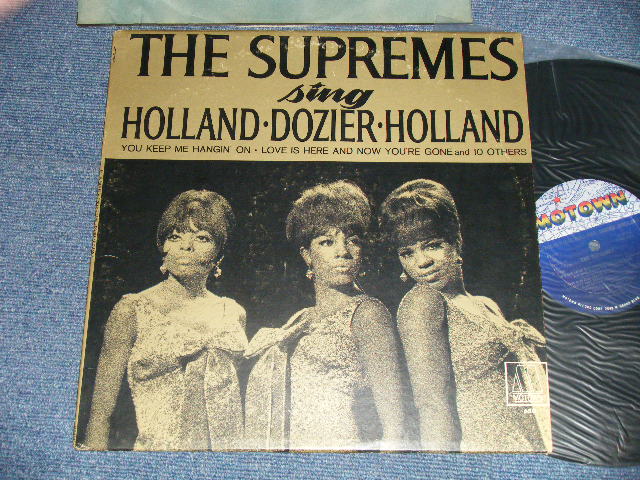 THE SUPREMES
sing
HOLLAND·DOZIER·HOLLAND
YOU KEEP ME HANGIN' ON · LOVE IS HERE AND NOW YOU'RE GONE and 10 OTHERS
MOTOWN
MOTOWN